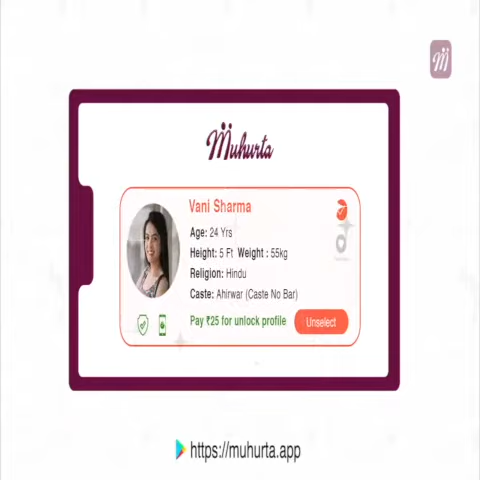 Muhurta
Vani Sharma
Age: 24 Yrs
Height: 5 Ft Weight : 55kg
Religion: Hindu
Caste: Ahirwar (Caste No Bar)
Pay ₹25 for unlock profile
Unselect
https://muhurta.app